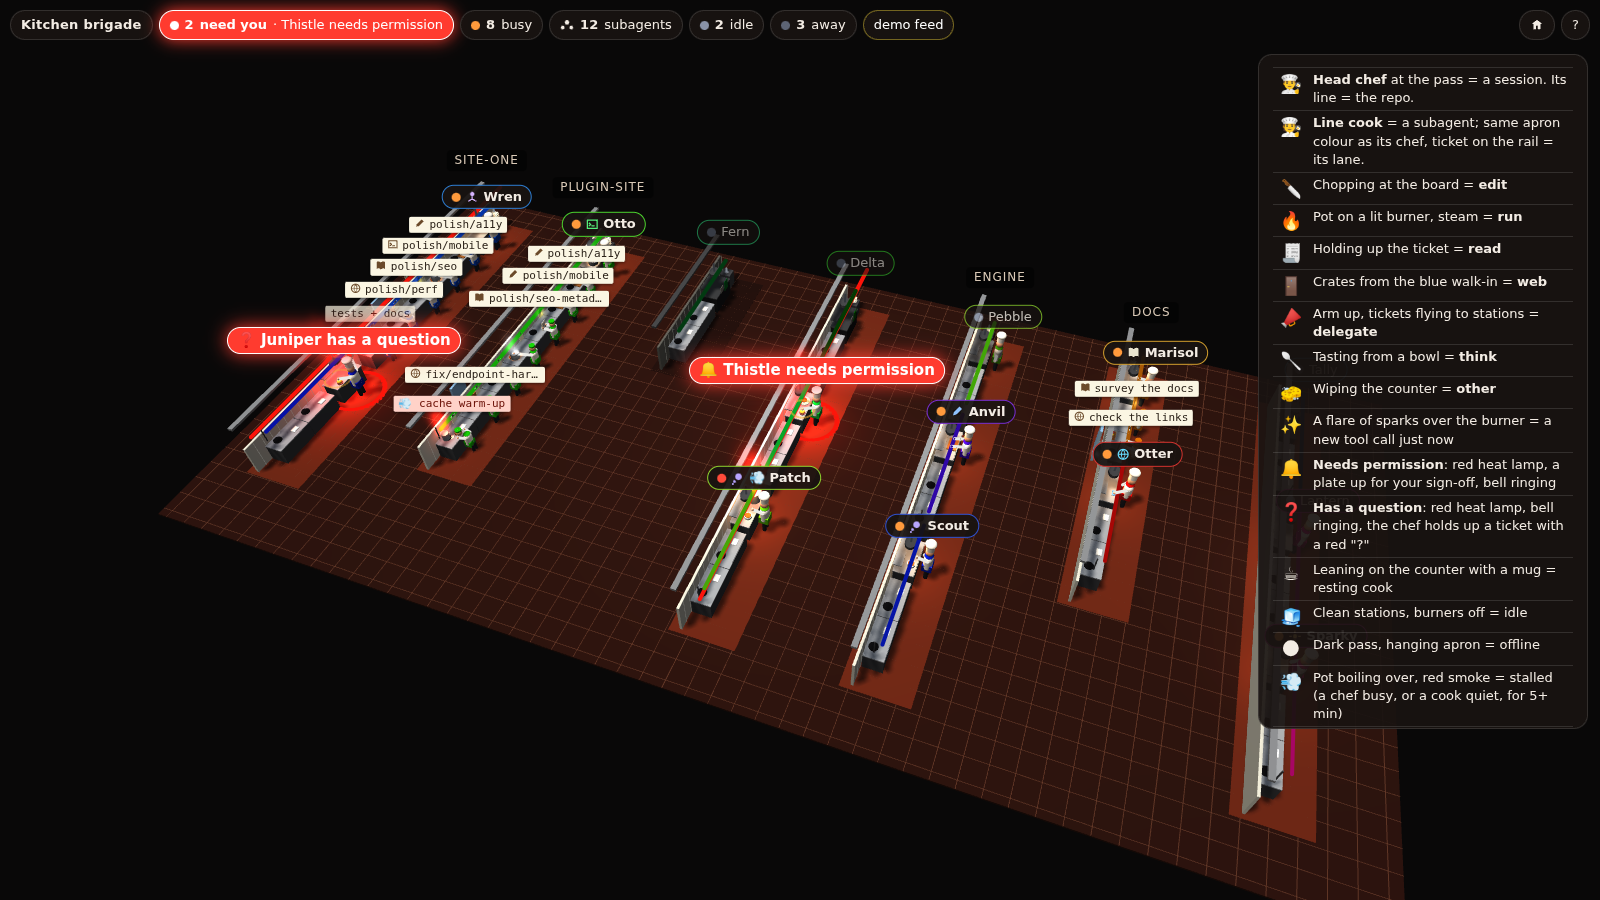 Kitchen brigade
2 need you · Thistle needs permission
8 busy
12 subagents
2 idle
3 away
demo feed
?
SITE-ONE
Wren
polish/a11y
polish/mobile
polish/seo
polish/perf
tests + docs
Juniper has a question
PLUGIN-SITE
Otto
polish/a11y
polish/mobile
polish/seo-metad…
fix/endpoint-har…
cache warm-up
Fern
Delta
Thistle needs permission
Patch
ENGINE
Pebble
Anvil
Scout
DOCS
Marisol
survey the docs
check the links
Otter
Head chef at the pass = a session. Its
line = the repo.
Line cook = a subagent; same apron
colour as its chef, ticket on the rail =
its lane.
Chopping at the board = edit
Pot on a lit burner, steam = run
Holding up the ticket = read
Crates from the blue walk-in = web
Arm up, tickets flying to stations =
delegate
Tasting from a bowl = think
Wiping the counter = other
A flare of sparks over the burner = a
new tool call just now
Needs permission: red heat lamp, a
plate up for your sign-off, bell ringing
Has a question: red heat lamp, bell
ringing, the chef holds up a ticket with
a red "?"
Leaning on the counter with a mug =
resting cook
Clean stations, burners off = idle
Dark pass, hanging apron = offline
Pot boiling over, red smoke = stalled
(a chef busy, or a cook quiet, for 5+
min)